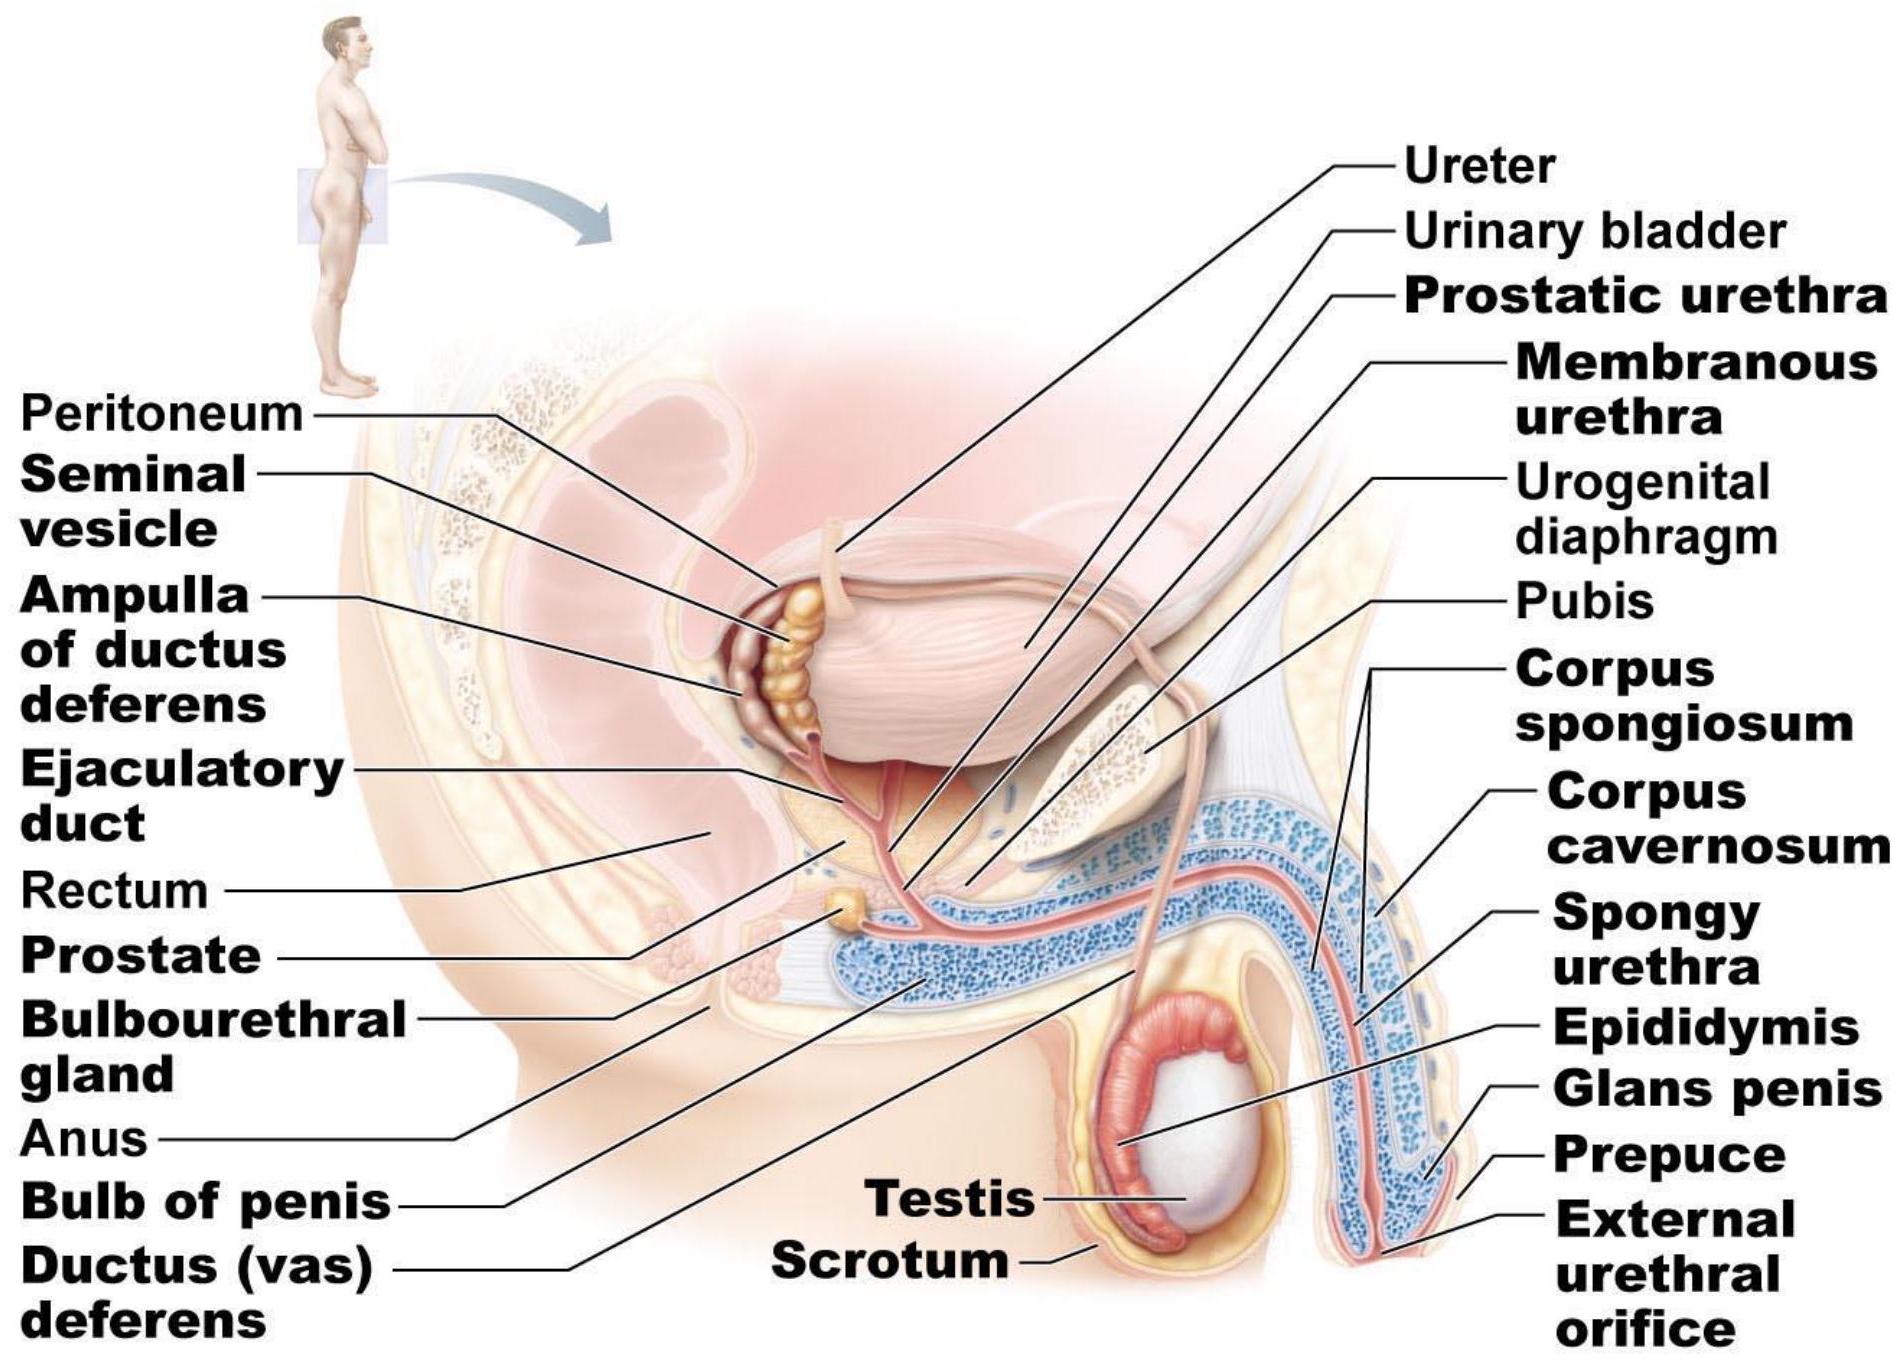 Ureter
Urinary bladder
Prostatic urethra
Membranous
urethra
Urogenital
diaphragm
Pubis
Corpus
spongiosum
Corpus
cavernosum
Spongy
urethra
Epididymis
Glans penis
Prepuce
External
urethral
orifice
Peritoneum
Seminal
vesicle
Ampulla
of ductus
deferens
Ejaculatory
duct
Rectum
Prostate
Bulbourethral
gland
Anus
Bulb of penis
Ductus (vas)
deferens
Testis
Scrotum